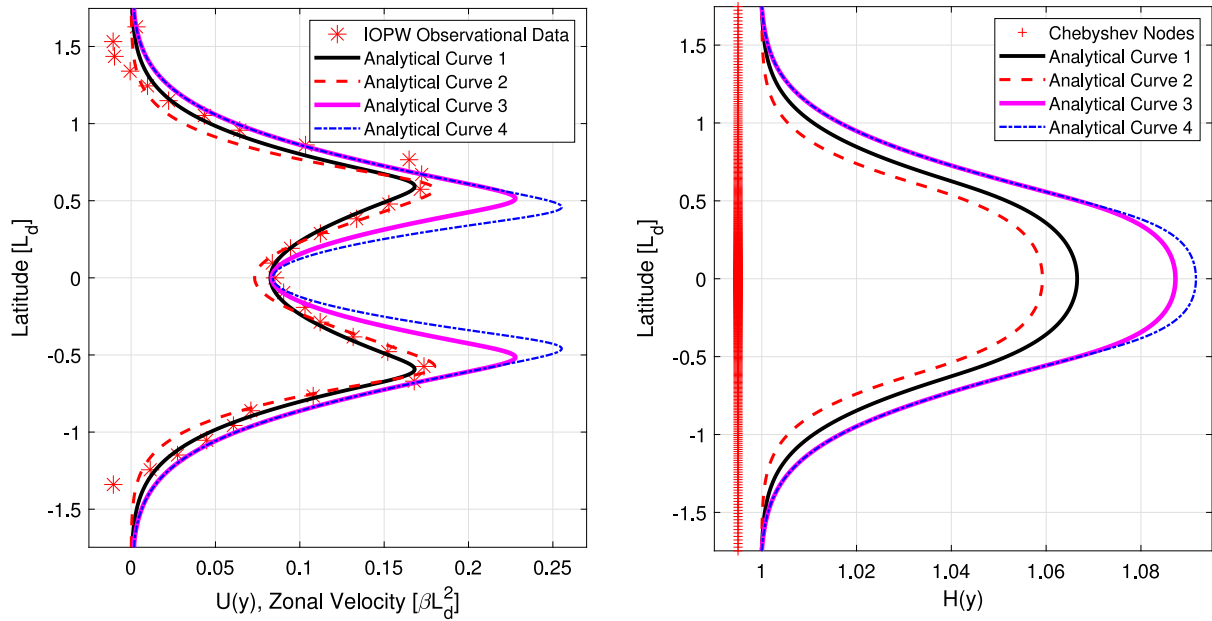 IOPW Observational Data
Analytical Curve 1
Analytical Curve 2
Analytical Curve 3
Analytical Curve 4
1.5
1
0.5
0
-0.5
-1
-1.5
Latitude [L_d]
0
0.05
0.1
0.15
0.2
0.25
U(y), Zonal Velocity [βL_d^2]
Chebyshev Nodes
Analytical Curve 1
Analytical Curve 2
Analytical Curve 3
Analytical Curve 4
1.5
1
0.5
0
-0.5
-1
-1.5
Latitude [L_d]
1
1.02
1.04
1.06
1.08
H(y)